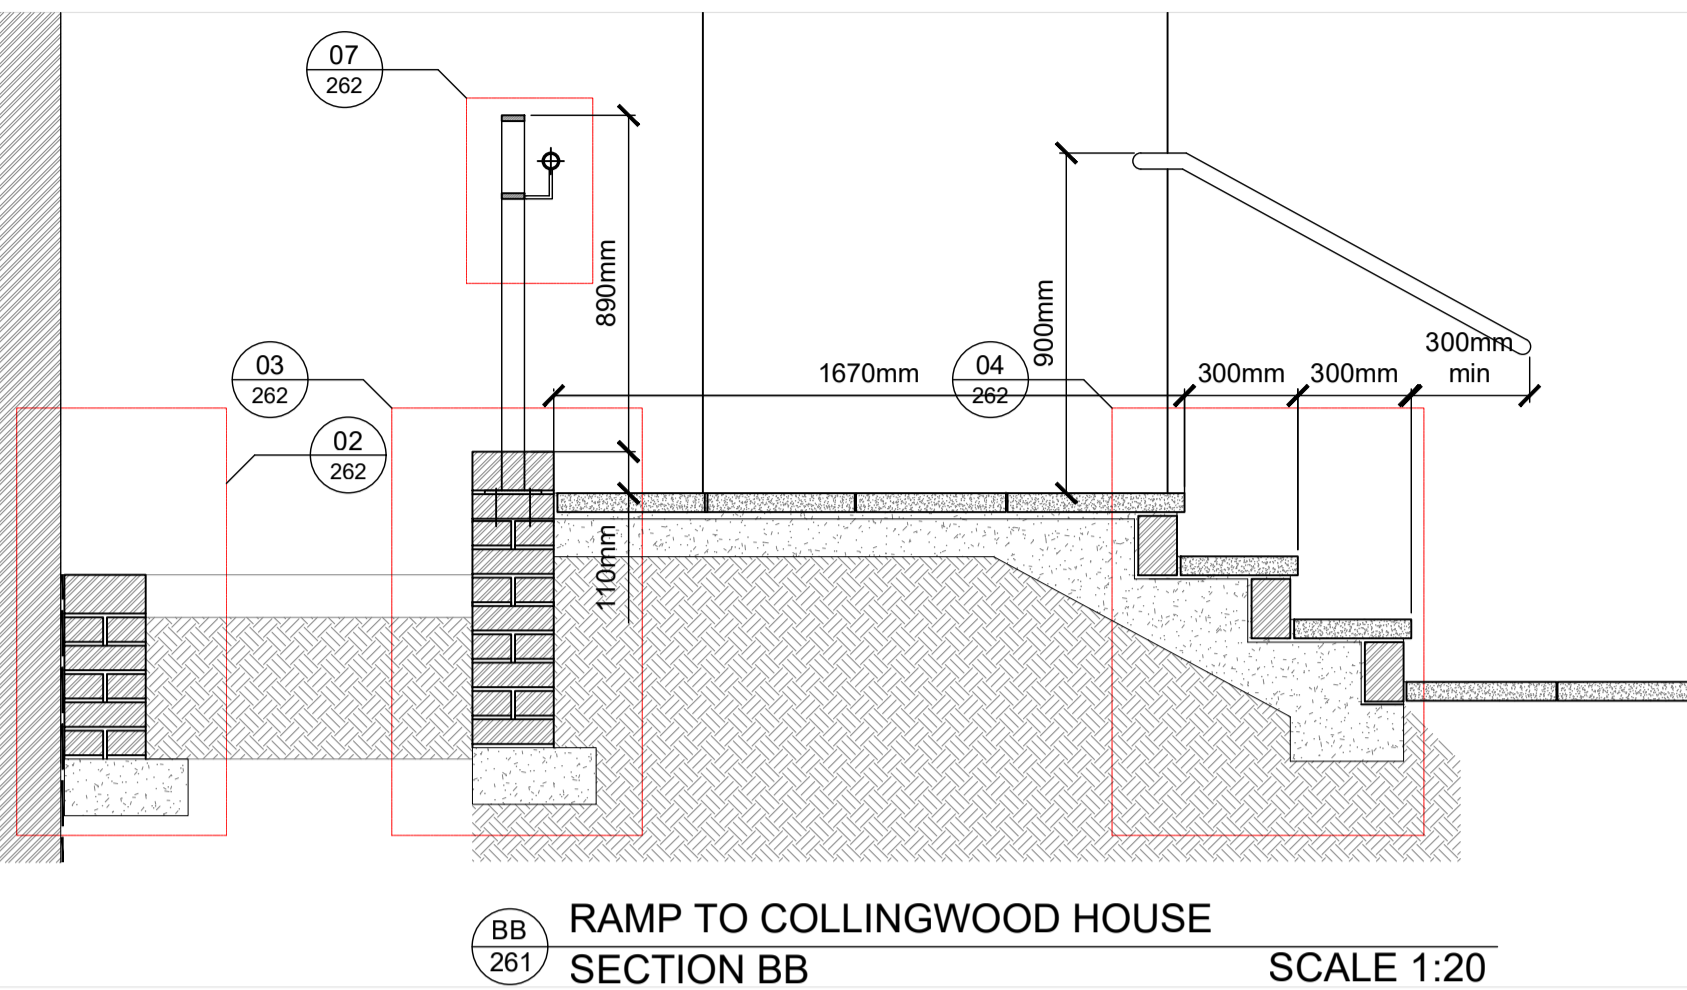 07
262
890mm
900mm
03
262
1670mm
04
262
300mm
300mm
300mm
min
02
262
110mm
BB
261
RAMP TO COLLINGWOOD HOUSE
SECTION BB
SCALE 1:20